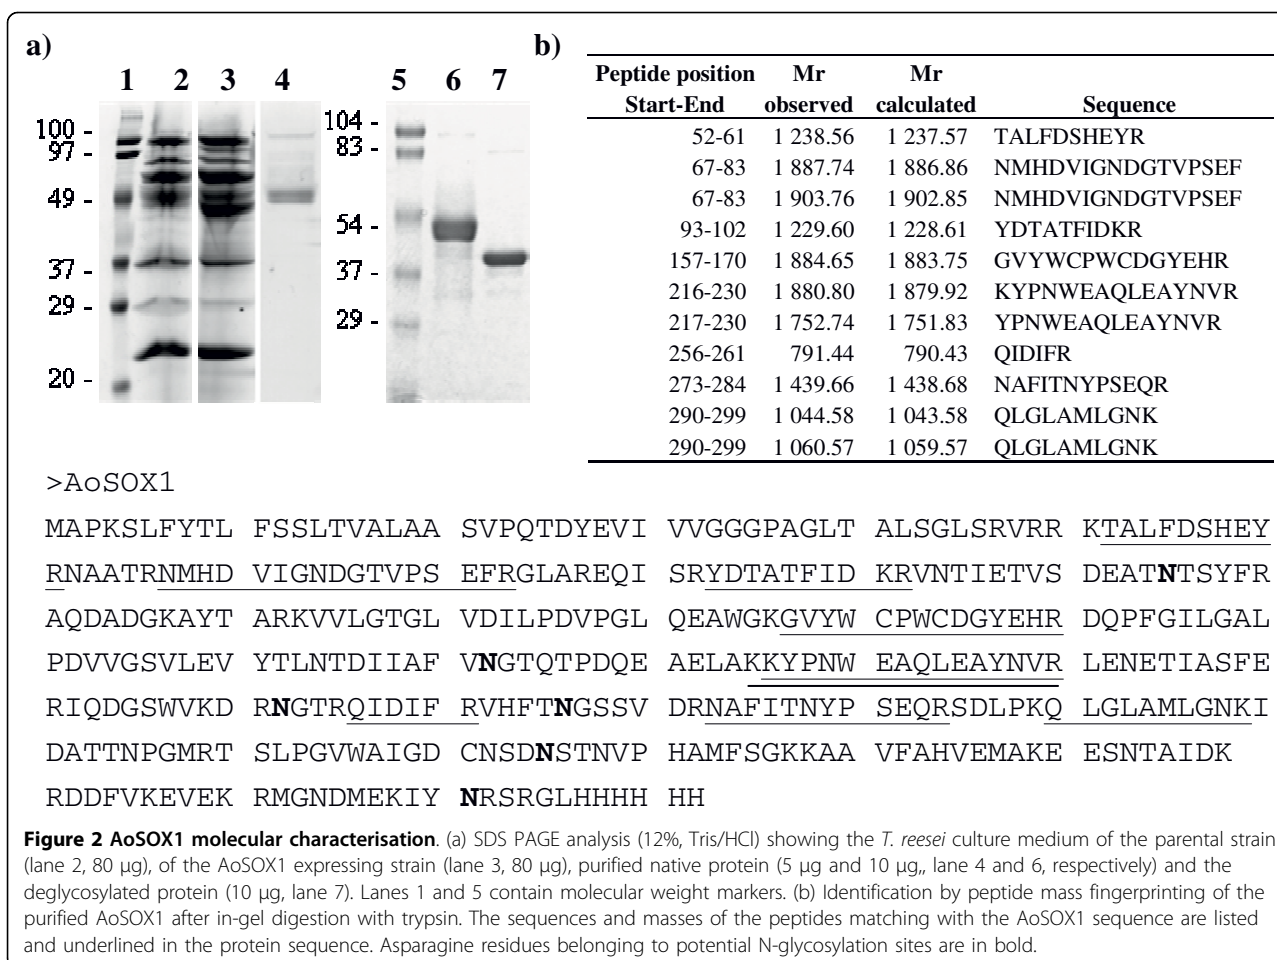 a)
1 2 3 4
100 -
97 -
49 -
37 -
29 -
20 -
5 6 7
104 -
83 -
54 -
37 -
29 -
b)
Peptide position Mr Mr
Start-End observed calculated Sequence
52-61 1 238.56 1 237.57 TALFDSHEYR
67-83 1 887.74 1 886.86 NMHDVIGNDGTVPSEF
67-83 1 903.76 1 902.85 NMHDVIGNDGTVPSEF
93-102 1 229.60 1 228.61 YDTATFIDKR
157-170 1 884.65 1 883.75 GVYWCPWCDGYEHR
216-230 1 880.80 1 879.92 KYPNWEAQLEAYNVR
217-230 1 752.74 1 751.83 YPNWEAQLEAYNVR
256-261 791.44 790.43 QIDIFR
273-284 1 439.66 1 438.68 NAFITNYPSEQR
290-299 1 044.58 1 043.58 QLGLAMLGNK
290-299 1 060.57 1 059.57 QLGLAMLGNK
>AoSOX1
MAPKSLFYTL FSSLTVALAA SVPQTDYEVI VVGGGPAGLT ALSGLSRVRR KTALFDSHEY
RNAATRNMHD VIGNDGTVPS EFRGLAREQI SRYDTATFID KRVNTIETVS DEATNTSYFR
AQDADGKAYT ARKVVLGTGL VDILPDVPGL QEAWGKGVYW CPWCDGYEHR DQPFGILGAL
PDVVGSVLEV YTLNTDIIAF VNGTQTPDQE AELAKKYPNW EAQLEAYNVR LENETIASFE
RIQDGSWVKD RNGTRQIDIF RVHFTNGSSV DRNAFITNYP SEQRSDLPKQ LGLAMLGNKI
DATTNPGMRT SLPGVWAIGD CNSDNSTNVP HAMFSGKKAA VFAHVEMAKE ESNTAIDK
RDDFVKEVEK RMGNDMEKIY NRSRGLHHHH HH
Figure 2 AoSOX1 molecular characterisation. (a) SDS PAGE analysis (12%, Tris/HCl) showing the T. reesei culture medium of the parental strain
(lane 2, 80 μg), of the AoSOX1 expressing strain (lane 3, 80 μg), purified native protein (5 μg and 10 μg,, lane 4 and 6, respectively) and the
deglycosylated protein (10 μg, lane 7). Lanes 1 and 5 contain molecular weight markers. (b) Identification by peptide mass fingerprinting of the
purified AoSOX1 after in-gel digestion with trypsin. The sequences and masses of the peptides matching with the AoSOX1 sequence are listed
and underlined in the protein sequence. Asparagine residues belonging to potential N-glycosylation sites are in bold.